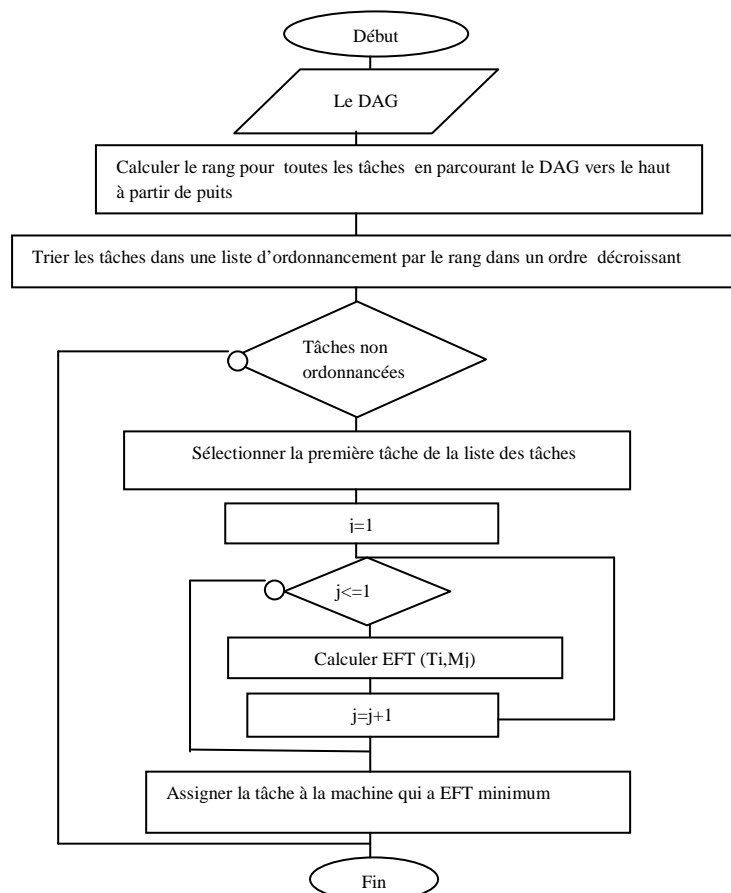 Début
Le DAG
Calculer le rang pour toutes les tâches en parcourant le DAG vers le haut
à partir de puits
Trier les tâches dans une liste d’ordonnancement par le rang dans un ordre décroissant
Tâches non
ordonnancées
Sélectionner la première tâche de la liste des tâches
j=1
j<=1
Calculer EFT (Ti,Mj)
j=j+1
Assigner la tâche à la machine qui a EFT minimum
Fin